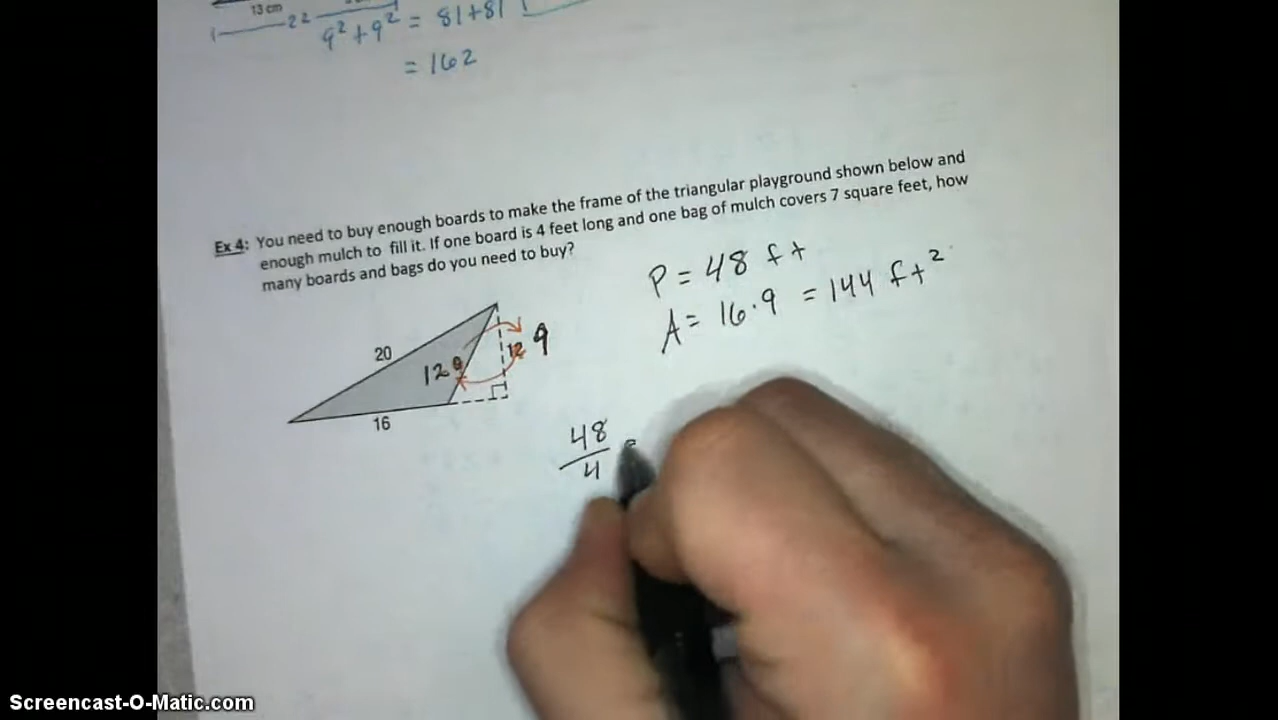 13 cm
9² + 9² = 81+81
= 162
Ex 4: You need to buy enough boards to make the frame of the triangular playground shown below and
enough mulch to fill it. If one board is 4 feet long and one bag of mulch covers 7 square feet, how
many boards and bags do you need to buy?
P = 48 ft
A = 16·9 = 144 ft²
20
12 9
12 9
16
48
4
Screencast-O-Matic.com